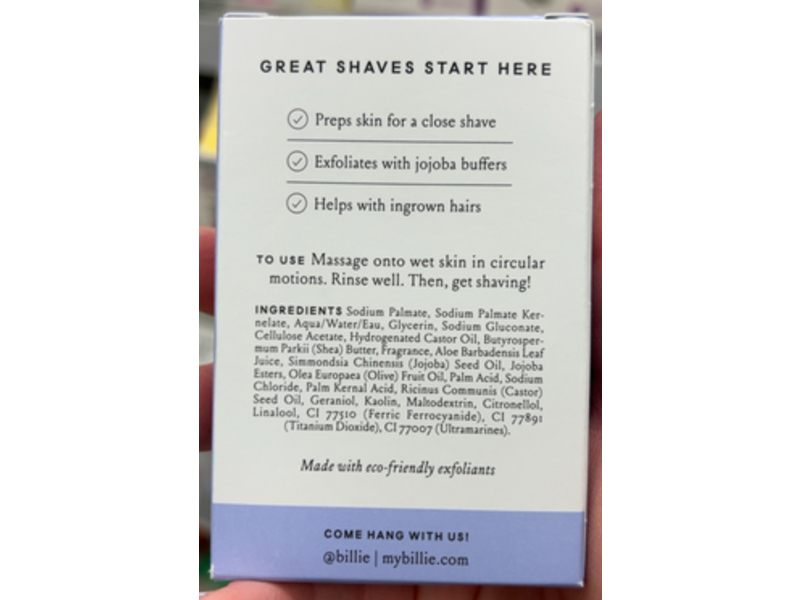 GREAT SHAVES START HERE
Preps skin for a close shave
Exfoliates with jojoba buffers
Helps with ingrown hairs
TO USE Massage onto wet skin in circular
motions. Rinse well. Then, get shaving!
INGREDIENTS Sodium Palmate, Sodium Palmate Ker-
nelate, Aqua/Water/Eau, Glycerin, Sodium Gluconate,
Cellulose Acetate, Hydrogenated Castor Oil, Butyrosper-
mum Parkii (Shea) Butter, Fragrance, Aloe Barbadensis Leaf
Juice, Simmondsia Chinensis (Jojoba) Seed Oil, Jojoba
Esters, Olea Europaea (Olive) Fruit Oil, Palm Acid, Sodium
Chloride, Palm Kernal Acid, Ricinus Communis (Castor)
Seed Oil, Geraniol, Kaolin, Maltodextrin, Citronellol,
Linalool, CI 77510 (Ferric Ferrocyanide), CI 77891
(Titanium Dioxide), CI 77007 (Ultramarines).
Made with eco-friendly exfoliants
COME HANG WITH US!
@billie | mybillie.com